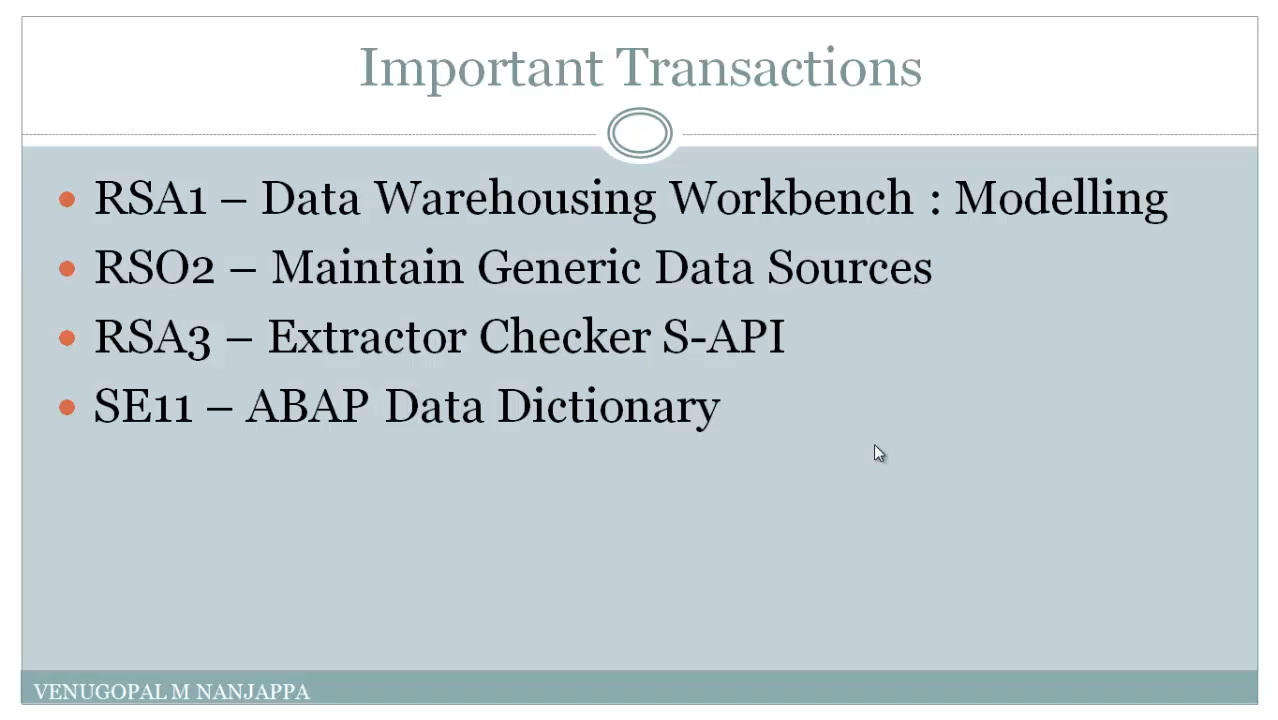 Important Transactions
RSA1 – Data Warehousing Workbench : Modelling
RSO2 – Maintain Generic Data Sources
RSA3 – Extractor Checker S-API
SE11 – ABAP Data Dictionary
VENUGOPAL M NANJAPPA